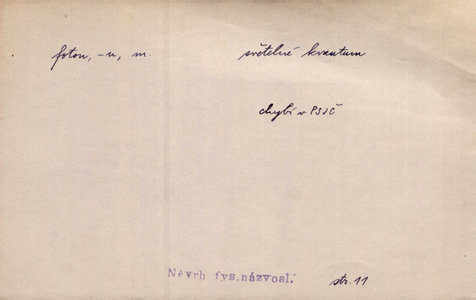 foton, -u, m. světelné kvantum
chybí v PSJČ
Návrh fys.názvosl. str. 11